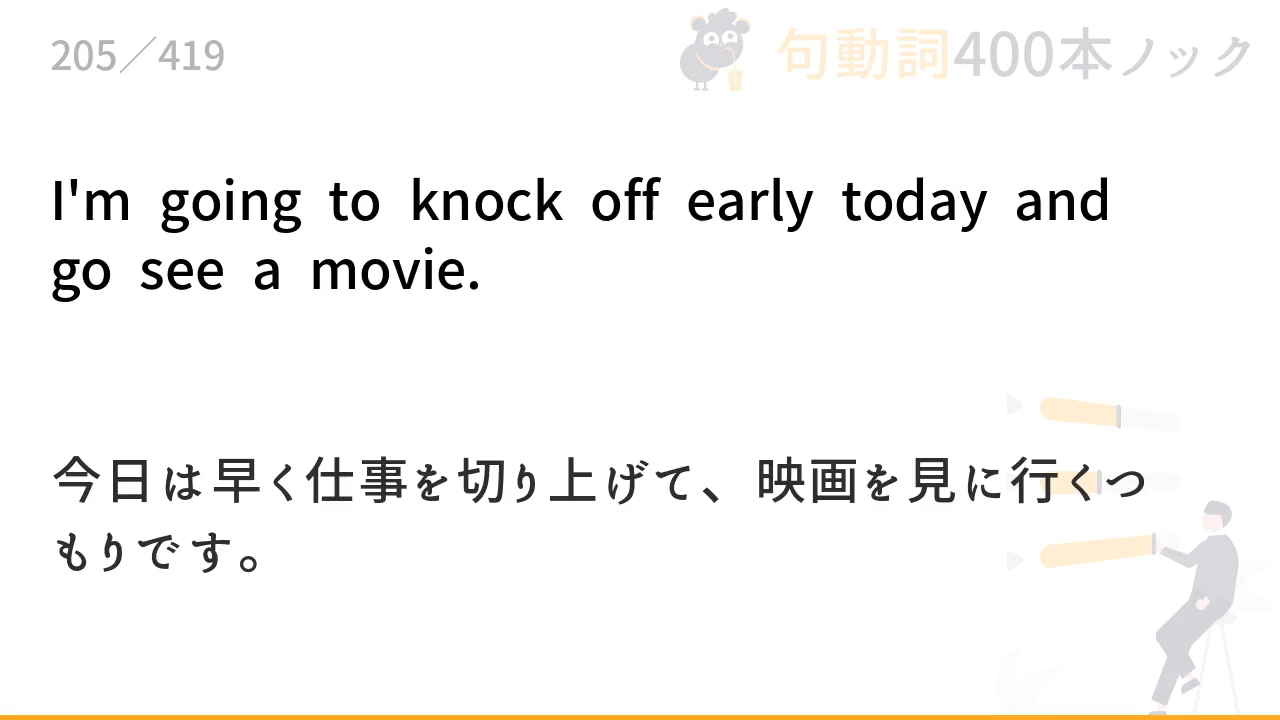 205／419
句動詞400本ノック
I'm going to knock off early today and
go see a movie.
今日は早く仕事を切り上げて、映画を見に行くつ
もりです。